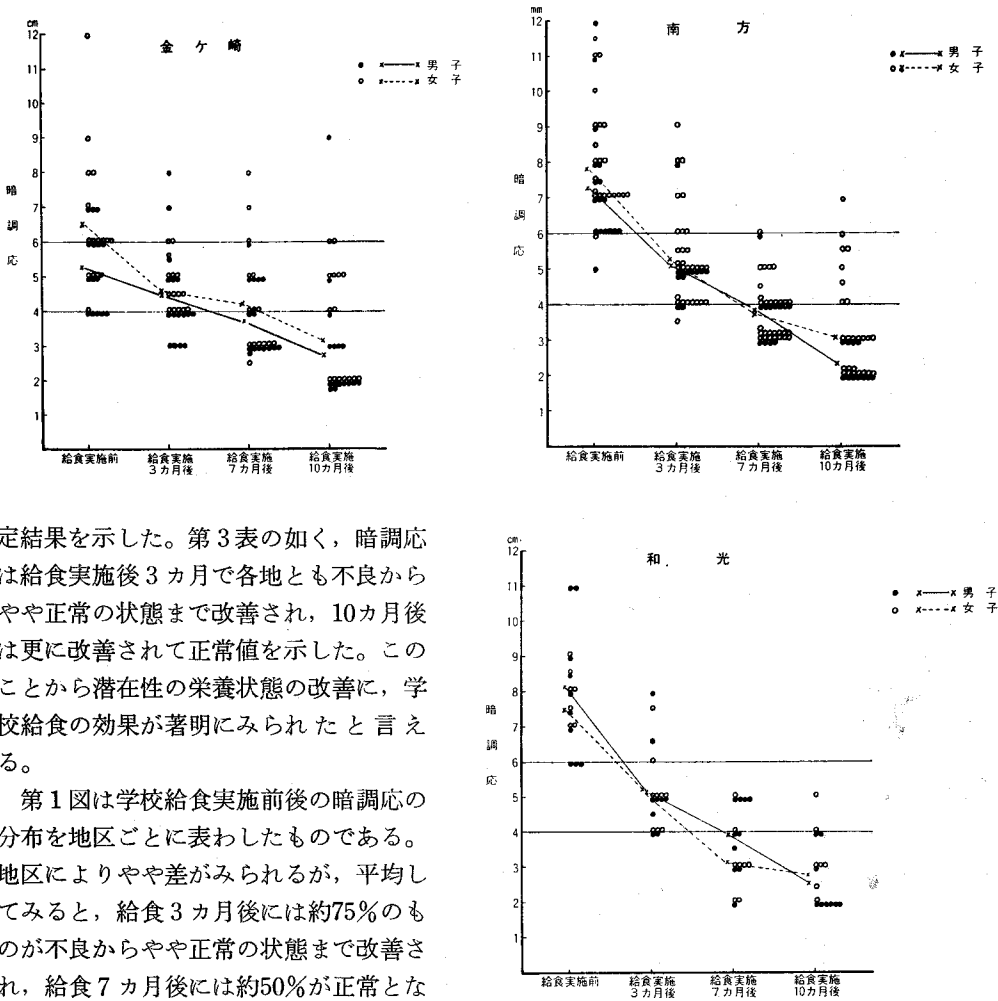 cm
12
11
10
9
8
7
6
5
4
3
2
1
暗
調
応
金ケ崎
男子
女子
給食実施前
給食実施
3カ月後
給食実施
7カ月後
給食実施
10カ月後
mm
12
11
10
9
8
7
6
5
4
3
2
1
暗
調
応
南方
男子
女子
給食実施前
給食実施
3カ月後
給食実施
7カ月後
給食実施
10カ月後
定結果を示した。第3表の如く，暗調応
は給食実施後3カ月で各地とも不良から
やや正常の状態まで改善され，10カ月後
は更に改善されて正常値を示した。この
ことから潜在性の栄養状態の改善に，学
校給食の効果が著明にみられたと言え
る。
第1図は学校給食実施前後の暗調応の
分布を地区ごとに表わしたものである。
地区によりやや差がみられるが，平均し
てみると，給食3カ月後には約75%のも
のが不良からやや正常の状態まで改善さ
れ，給食7カ月後には約50%が正常とな
cm
12
11
10
9
8
7
6
5
4
3
2
1
暗
調
応
和光
男子
女子
給食実施前
給食実施
3カ月後
給食実施
7カ月後
給食実施
10カ月後